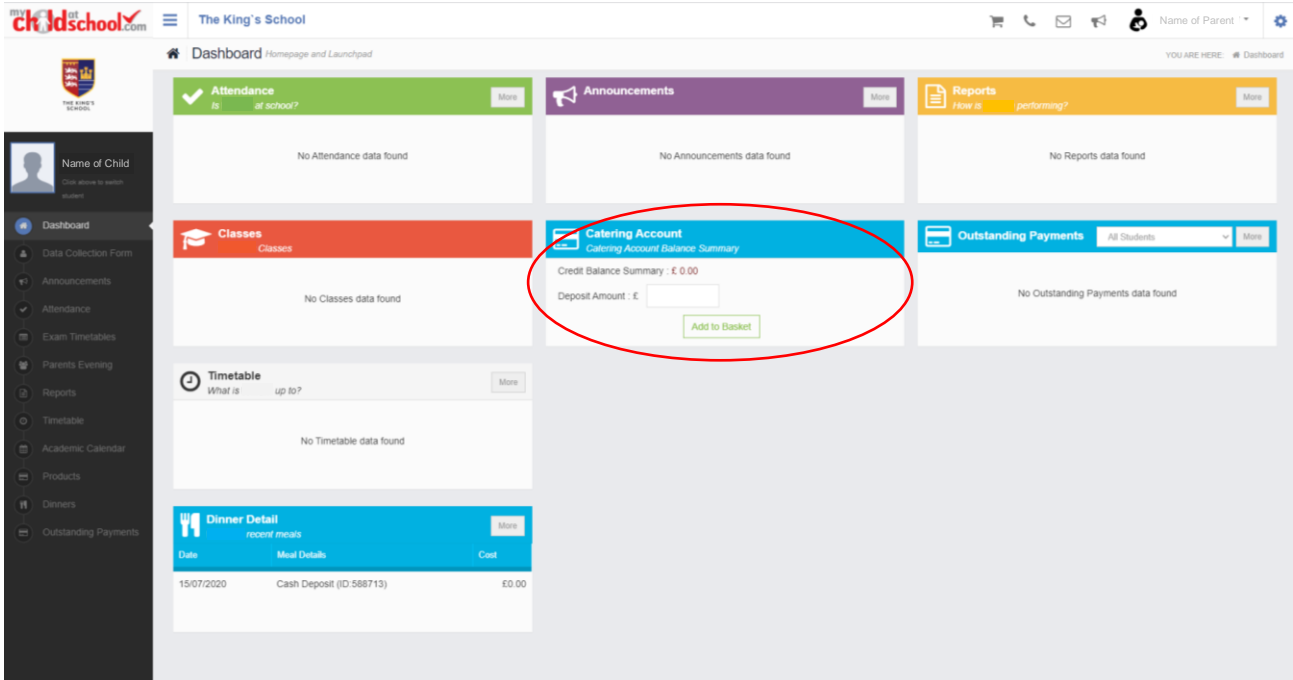 my at
childschool.com
The King`s School
Name of Parent
Dashboard Homepage and Launchpad
YOU ARE HERE: Dashboard
THE KING'S
SCHOOL
Name of Child
Click above to switch
student
Dashboard
Data Collection Form
Announcements
Attendance
Exam Timetables
Parents Evening
Reports
Timetable
Academic Calendar
Products
Dinners
Outstanding Payments
Attendance
Is at school?
More
No Attendance data found
Announcements
More
No Announcements data found
Reports
How is performing?
More
No Reports data found
Classes
Classes
No Classes data found
Catering Account
Catering Account Balance Summary
Credit Balance Summary : £ 0.00
Deposit Amount : £
Add to Basket
Outstanding Payments
All Students
More
No Outstanding Payments data found
Timetable
What is up to?
More
No Timetable data found
Dinner Detail
recent meals
More
Date Meal Details Cost
15/07/2020 Cash Deposit (ID:588713) £0.00